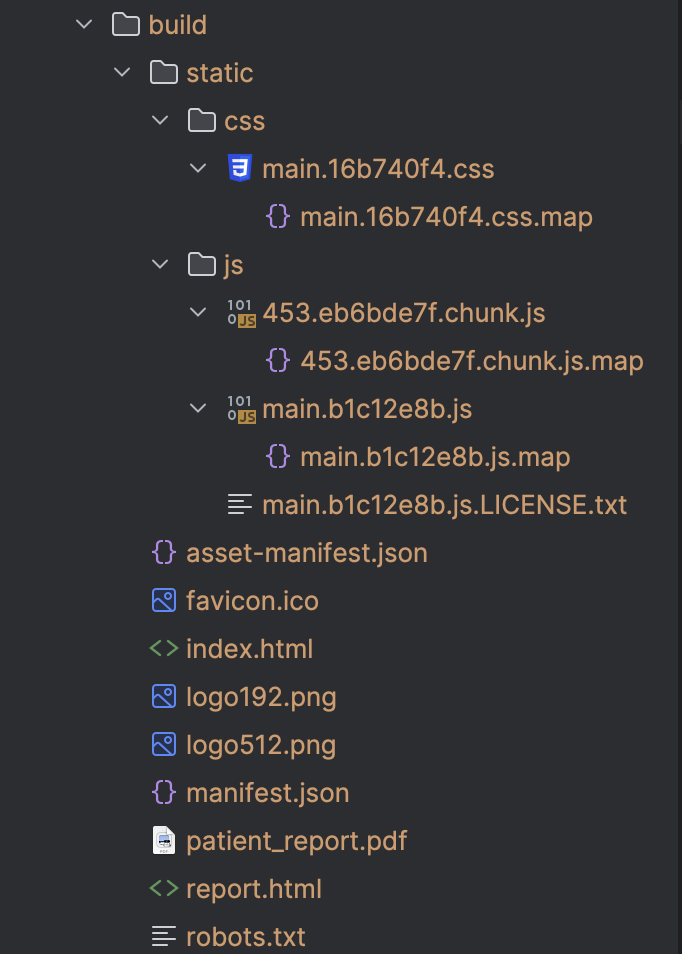 build
static
css
main.16b740f4.css
main.16b740f4.css.map
js
453.eb6bde7f.chunk.js
453.eb6bde7f.chunk.js.map
main.b1c12e8b.js
main.b1c12e8b.js.map
main.b1c12e8b.js.LICENSE.txt
asset-manifest.json
favicon.ico
index.html
logo192.png
logo512.png
manifest.json
patient_report.pdf
report.html
robots.txt